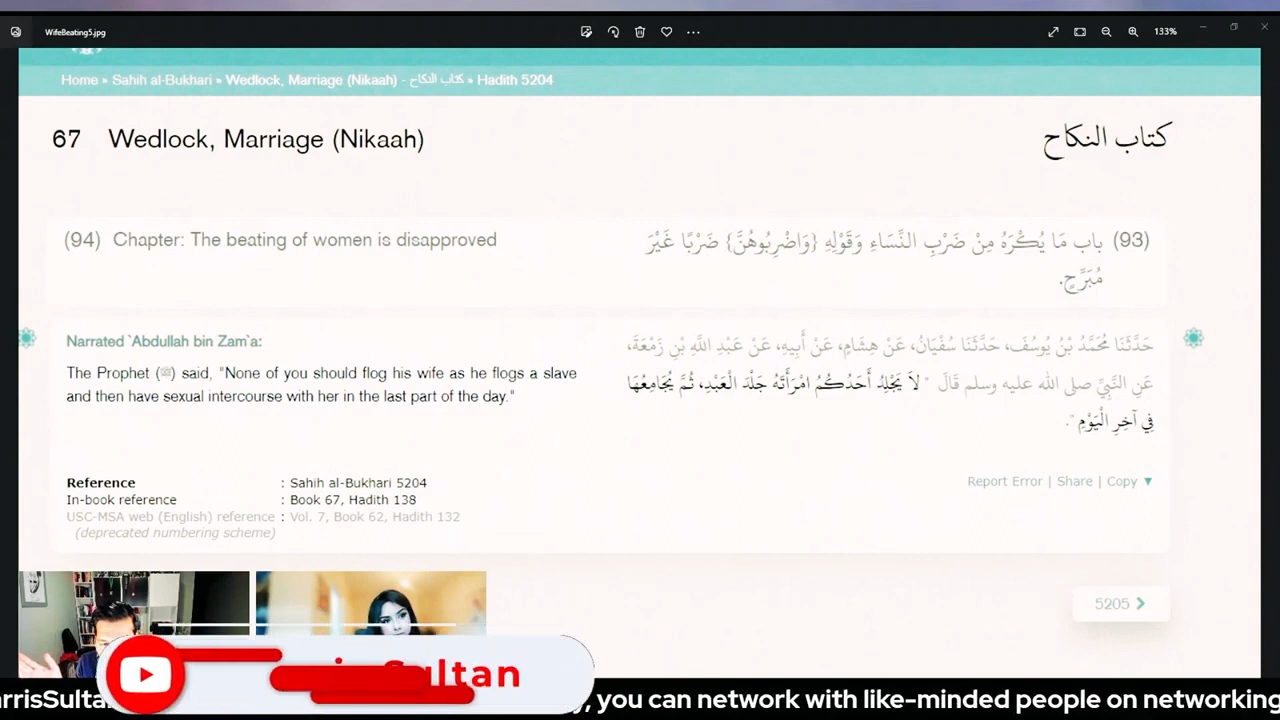 WifeBeating5.jpg
133%
Home » Sahih al-Bukhari » Wedlock, Marriage (Nikaah) - كتاب النكاح » Hadith 5204
67 Wedlock, Marriage (Nikaah)
كتاب النكاح
(94) Chapter: The beating of women is disapproved
(93) باب مَا يُكْرَهُ مِنْ ضَرْبِ النِّسَاءِ وَقَوْلِهِ {وَاضْرِبُوهُنَّ} ضَرْبًا غَيْرَ
مُبَرِّحٍ.
Narrated `Abdullah bin Zam`a:
The Prophet (ﷺ) said, "None of you should flog his wife as he flogs a slave
and then have sexual intercourse with her in the last part of the day."
حَدَّثَنَا مُحَمَّدُ بْنُ يُوسُفَ، حَدَّثَنَا سُفْيَانُ، عَنْ هِشَامٍ، عَنْ أَبِيهِ، عَنْ عَبْدِ اللَّهِ بْنِ زَمْعَةَ،
عَنِ النَّبِيِّ صلى الله عليه وسلم قَالَ " لاَ يَجْلِدُ أَحَدُكُمُ امْرَأَتَهُ جَلْدَ الْعَبْدِ، ثُمَّ يُجَامِعُهَا
فِي آخِرِ الْيَوْمِ ".
Reference : Sahih al-Bukhari 5204
In-book reference : Book 67, Hadith 138
USC-MSA web (English) reference : Vol. 7, Book 62, Hadith 132
(deprecated numbering scheme)
Report Error | Share | Copy ▼
5205
Sultan
rrisSulta
, you can network with like-minded people on networking